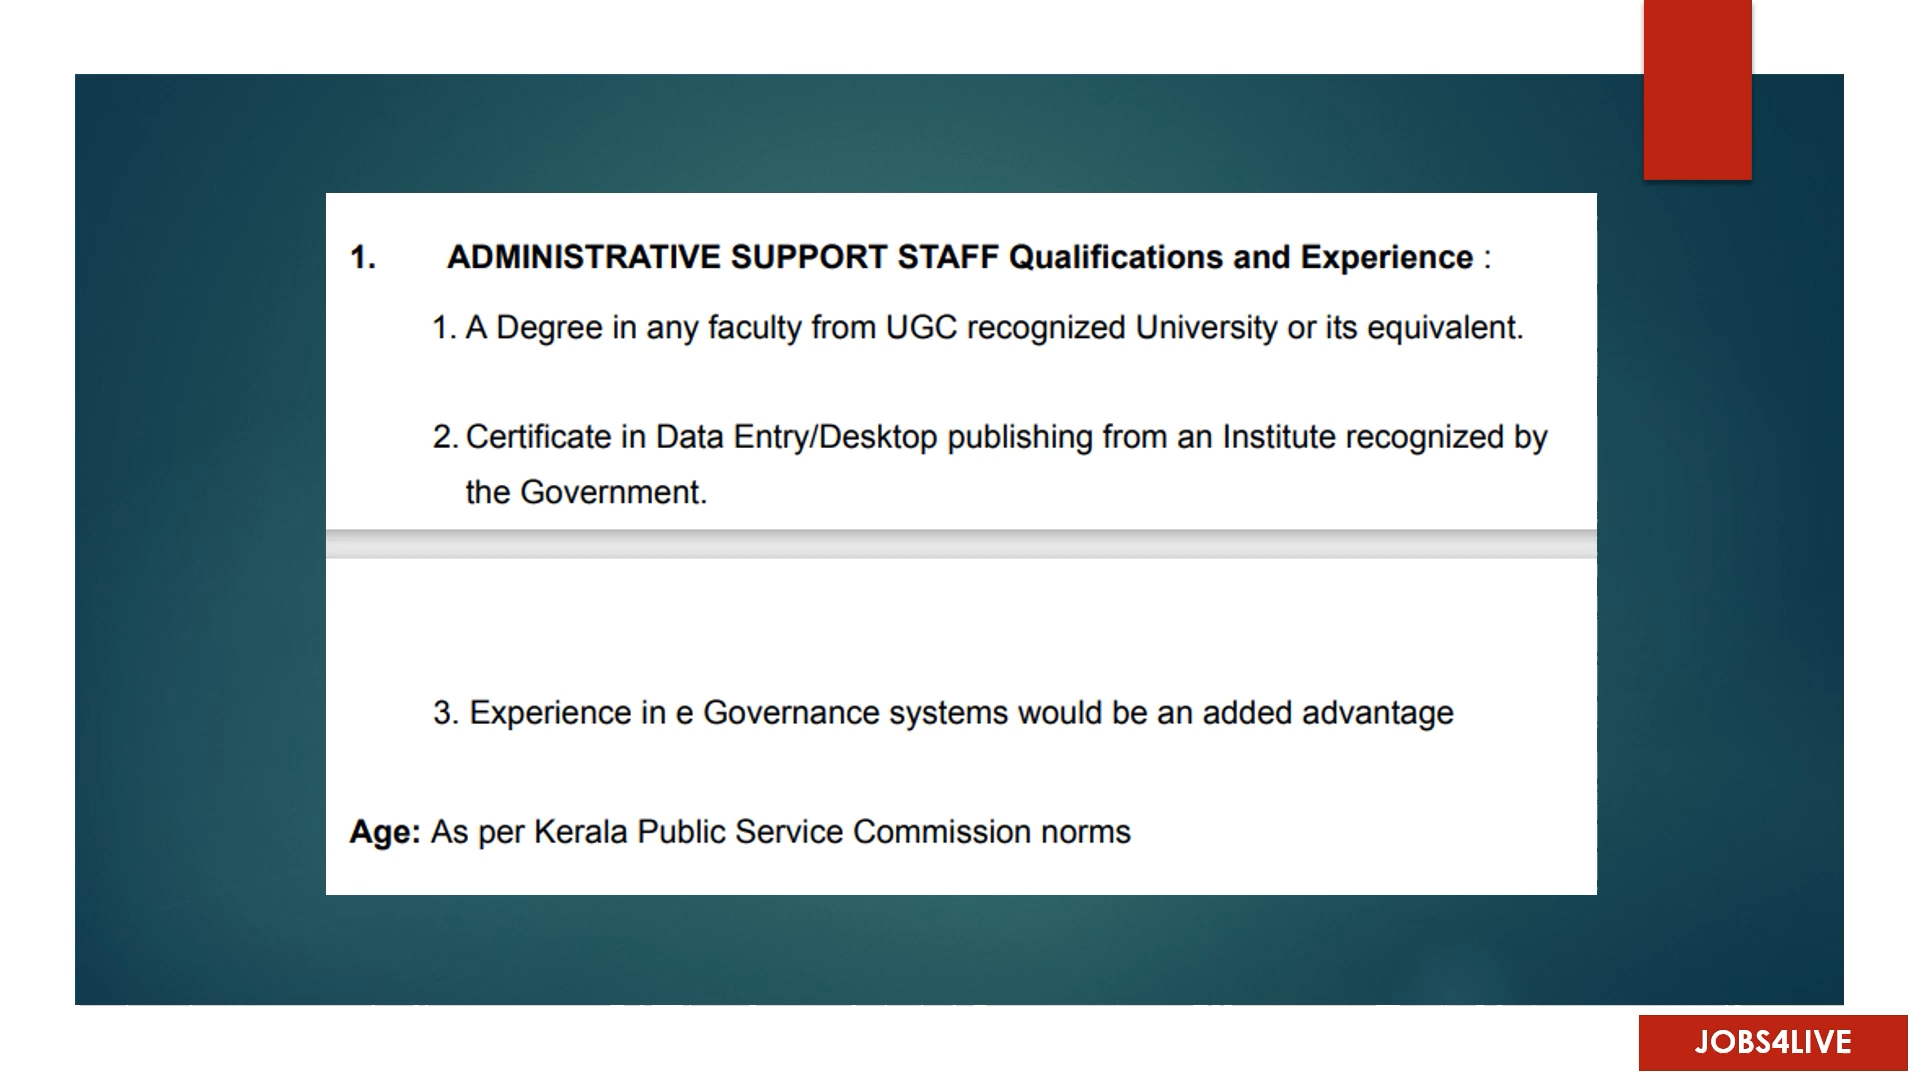 1. ADMINISTRATIVE SUPPORT STAFF Qualifications and Experience :
1. A Degree in any faculty from UGC recognized University or its equivalent.
2. Certificate in Data Entry/Desktop publishing from an Institute recognized by
the Government.
3. Experience in e Governance systems would be an added advantage
Age: As per Kerala Public Service Commission norms
JOBS4LIVE